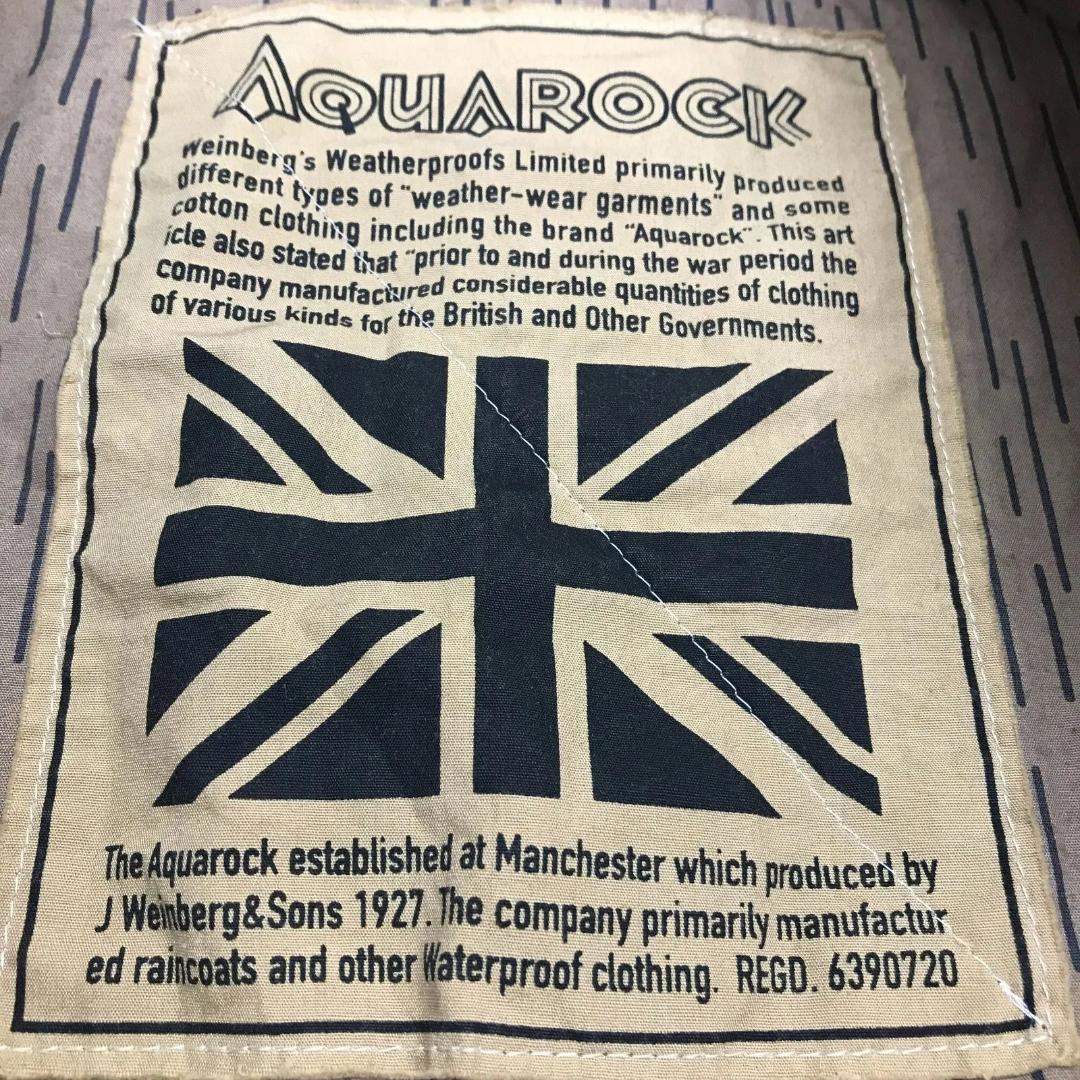 AQUAROCK
Weinberg's Weatherproofs Limited primarily produced
different types of "weather-wear garments" and some
cotton clothing including the brand "Aquarock". This art
icle also stated that "prior to and during the war period the
company manufactured considerable quantities of clothing
of various kinds for the British and Other Governments.
The Aquarock established at Manchester which produced by
J Weinberg&Sons 1927. The company primarily manufactur
ed raincoats and other Waterproof clothing. REGD. 6390720